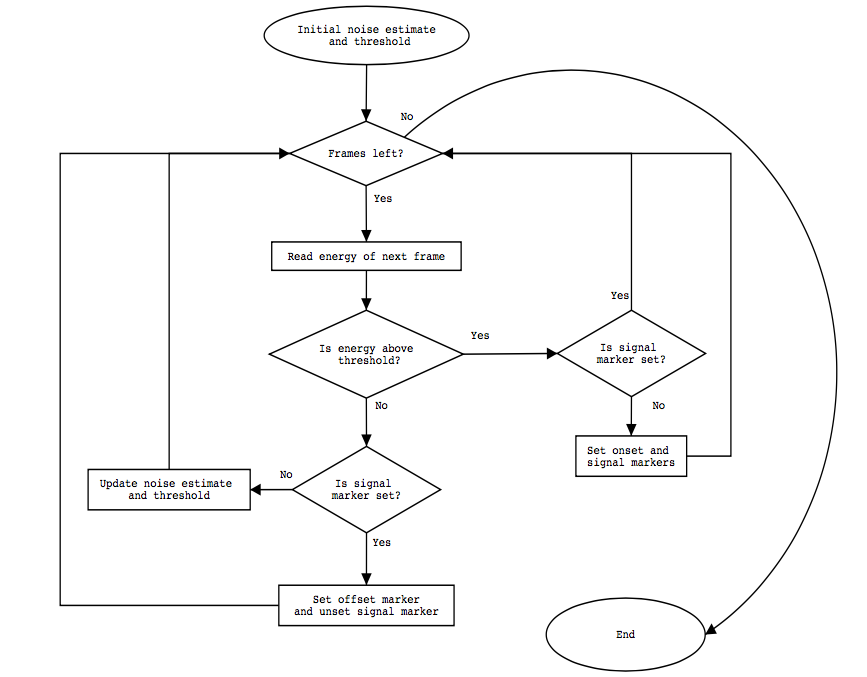 Initial noise estimate
and threshold
No
Frames left?
Yes
Read energy of next frame
Yes
Is energy above
threshold?
Yes
Is signal
marker set?
No
No
Set onset and
signal markers
No
Update noise estimate
and threshold
Is signal
marker set?
Yes
Set offset marker
and unset signal marker
End